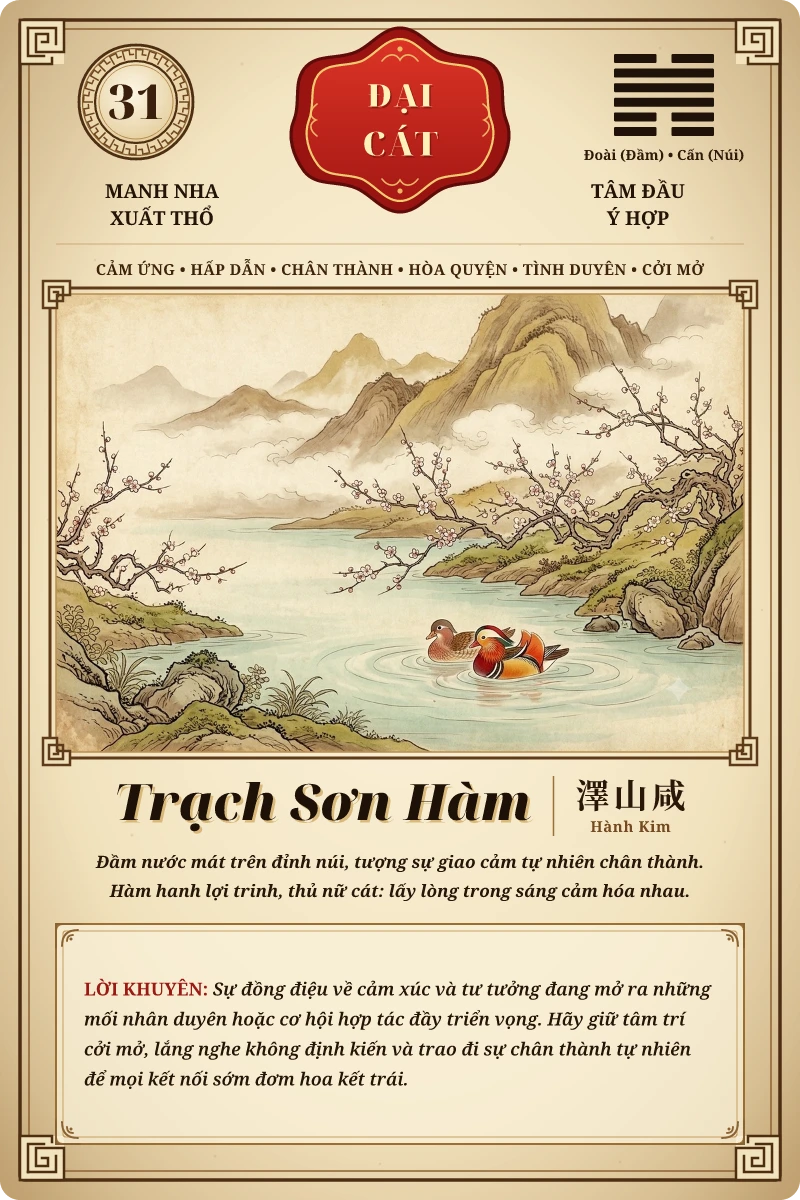 31
ĐẠI
CÁT
Đoài (Đầm) • Cấn (Núi)
MANH NHA
XUẤT THỔ
TÂM ĐẦU
Ý HỢP
CẢM ỨNG • HẤP DẪN • CHÂN THÀNH • HÒA QUYỆN • TÌNH DUYÊN • CỞI MỞ
Trạch Sơn Hàm
澤山咸
Hành Kim
Đầm nước mát trên đỉnh núi, tượng sự giao cảm tự nhiên chân thành.
Hàm hanh lợi trinh, thủ nữ cát: lấy lòng trong sáng cảm hóa nhau.
LỜI KHUYÊN: Sự đồng điệu về cảm xúc và tư tưởng đang mở ra những
mối nhân duyên hoặc cơ hội hợp tác đầy triển vọng. Hãy giữ tâm trí
cởi mở, lắng nghe không định kiến và trao đi sự chân thành tự nhiên
để mọi kết nối sớm đơm hoa kết trái.